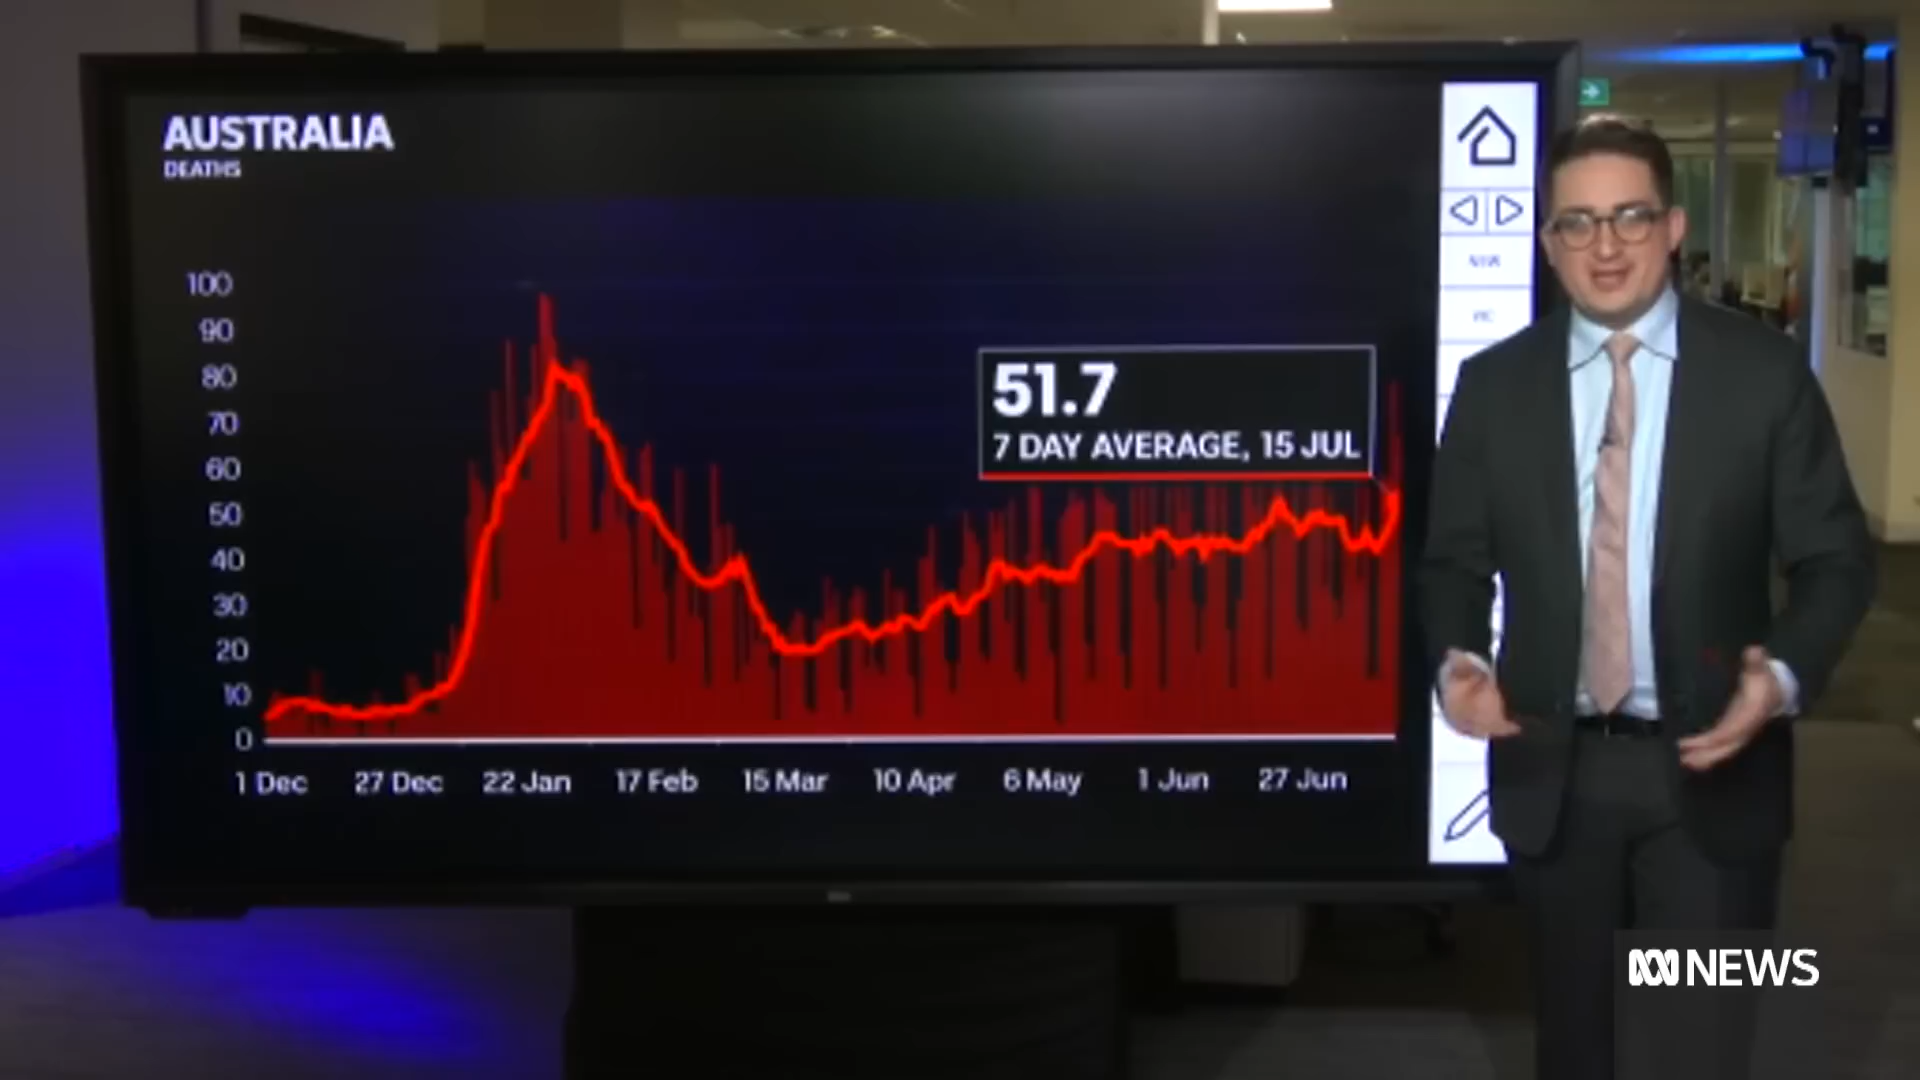 AUSTRALIA
DEATHS
100
90
80
70
60
50
40
30
20
10
0
51.7
7 DAY AVERAGE, 15 JUL
1 Dec 27 Dec 22 Jan 17 Feb 15 Mar 10 Apr 6 May 1 Jun 27 Jun
NSW
VIC
NEWS